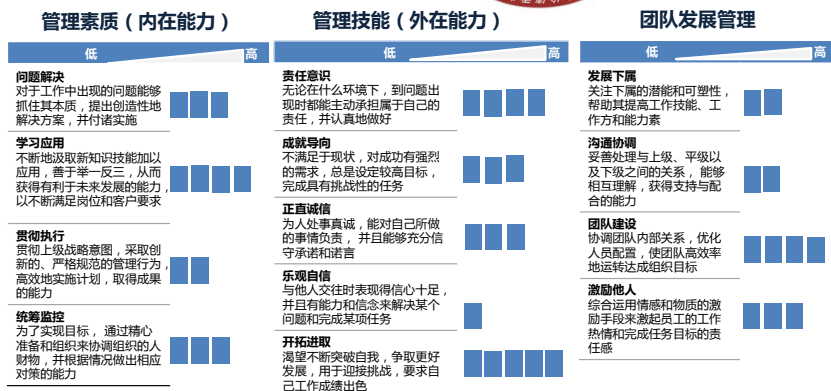 管理素质（内在能力）
低
高
问题解决
对于工作中出现的问题能够
抓住其本质，提出创造性地
解决方案，并付诸实施
学习应用
不断地汲取新知识技能加以
应用，善于举一反三，从而
获得有利于未来发展的能力，
以不断满足岗位和客户要求
贯彻执行
贯彻上级战略意图，采取创
新的、严格规范的管理行为，
高效地实施计划，取得成果
的能力
统筹监控
为了实现目标， 通过精心
准备和组织来协调组织的人
财物，并根据情况做出相应
对策的能力
管理技能（外在能力）
低
高
责任意识
无论在什么环境下，到问题出
现时都能主动承担属于自己的
责任，并认真地做好
成就导向
不满足于现状，对成功有强烈
的需求，总是设定较高目标，
完成具有挑战性的任务
正直诚信
为人处事真诚，能对自己所做
的事情负责， 并且能够充分信
守承诺和诺言
乐观自信
与他人交往时表现得信心十足，
并且有能力和信念来解决某个
问题和完成某项任务
开拓进取
渴望不断突破自我，争取更好
发展，用于迎接挑战，要求自
己工作成绩出色
团队发展管理
低
高
发展下属
关注下属的潜能和可塑性，
帮助其提高工作技能、工
作方和能力素
沟通协调
妥善处理与上级、平级以
及下级之间的关系， 能够
相互理解，获得支持与配
合的能力
团队建设
协调团队内部关系，优化
人员配置，使团队高效率
地运转达成组织目标
激励他人
综合运用情感和物质的激
励手段来激起员工的工作
热情和完成任务目标的责
任感